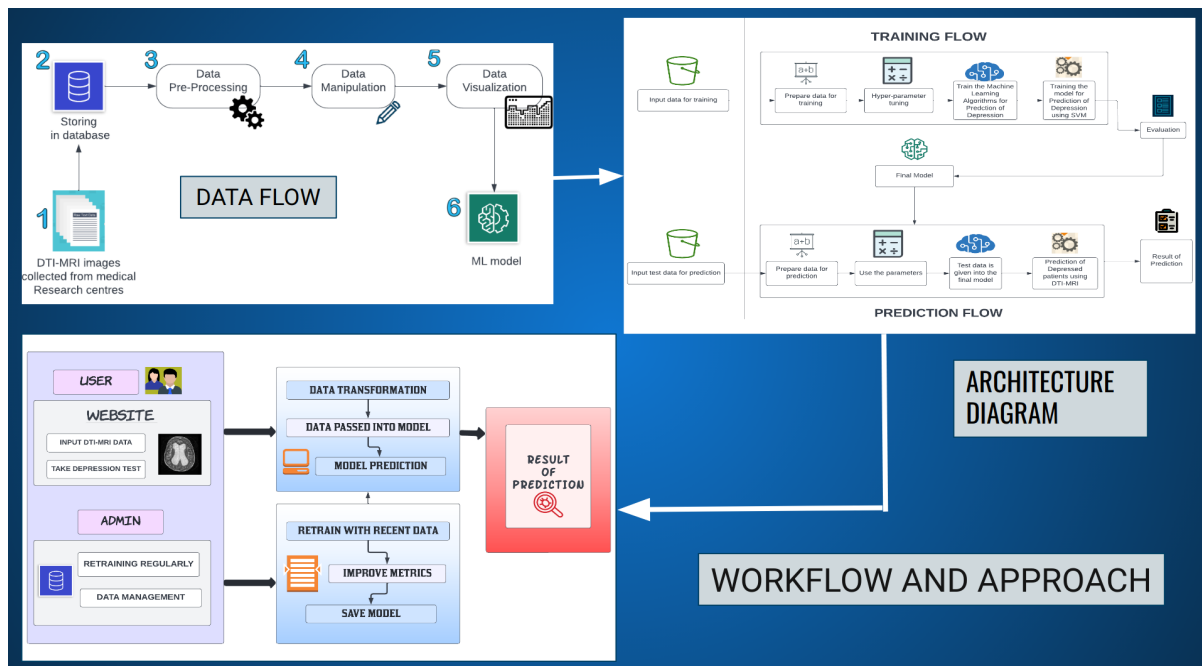 1
DTI-MRI images
collected from medical
Research centres
2
Storing
in database
3
Data
Pre-Processing
4
Data
Manipulation
5
Data
Visualization
6
ML model
DATA FLOW
TRAINING FLOW
Input data for training
a+b
Prepare data for
training
Hyper-parameter
tuning
Train the Machine
Learning
Algorithms for
Prediction of
Depression
Training the
model for
Prediction of
Depression
using SVM
Evaluation
Final Model
Input test data for prediction
a+b
Prepare data for
prediction
Use the parameters
Test data is
given into the
final model
Prediction of
Depressed
patients using
DTI-MRI
Result of
Prediction
PREDICTION FLOW
ARCHITECTURE
DIAGRAM
USER
WEBSITE
INPUT DTI-MRI DATA
TAKE DEPRESSION TEST
ADMIN
RETRAINING REGULARLY
DATA MANAGEMENT
DATA TRANSFORMATION
DATA PASSED INTO MODEL
MODEL PREDICTION
RETRAIN WITH RECENT DATA
IMPROVE METRICS
SAVE MODEL
RESULT
OF
PREDICTION
WORKFLOW AND APPROACH